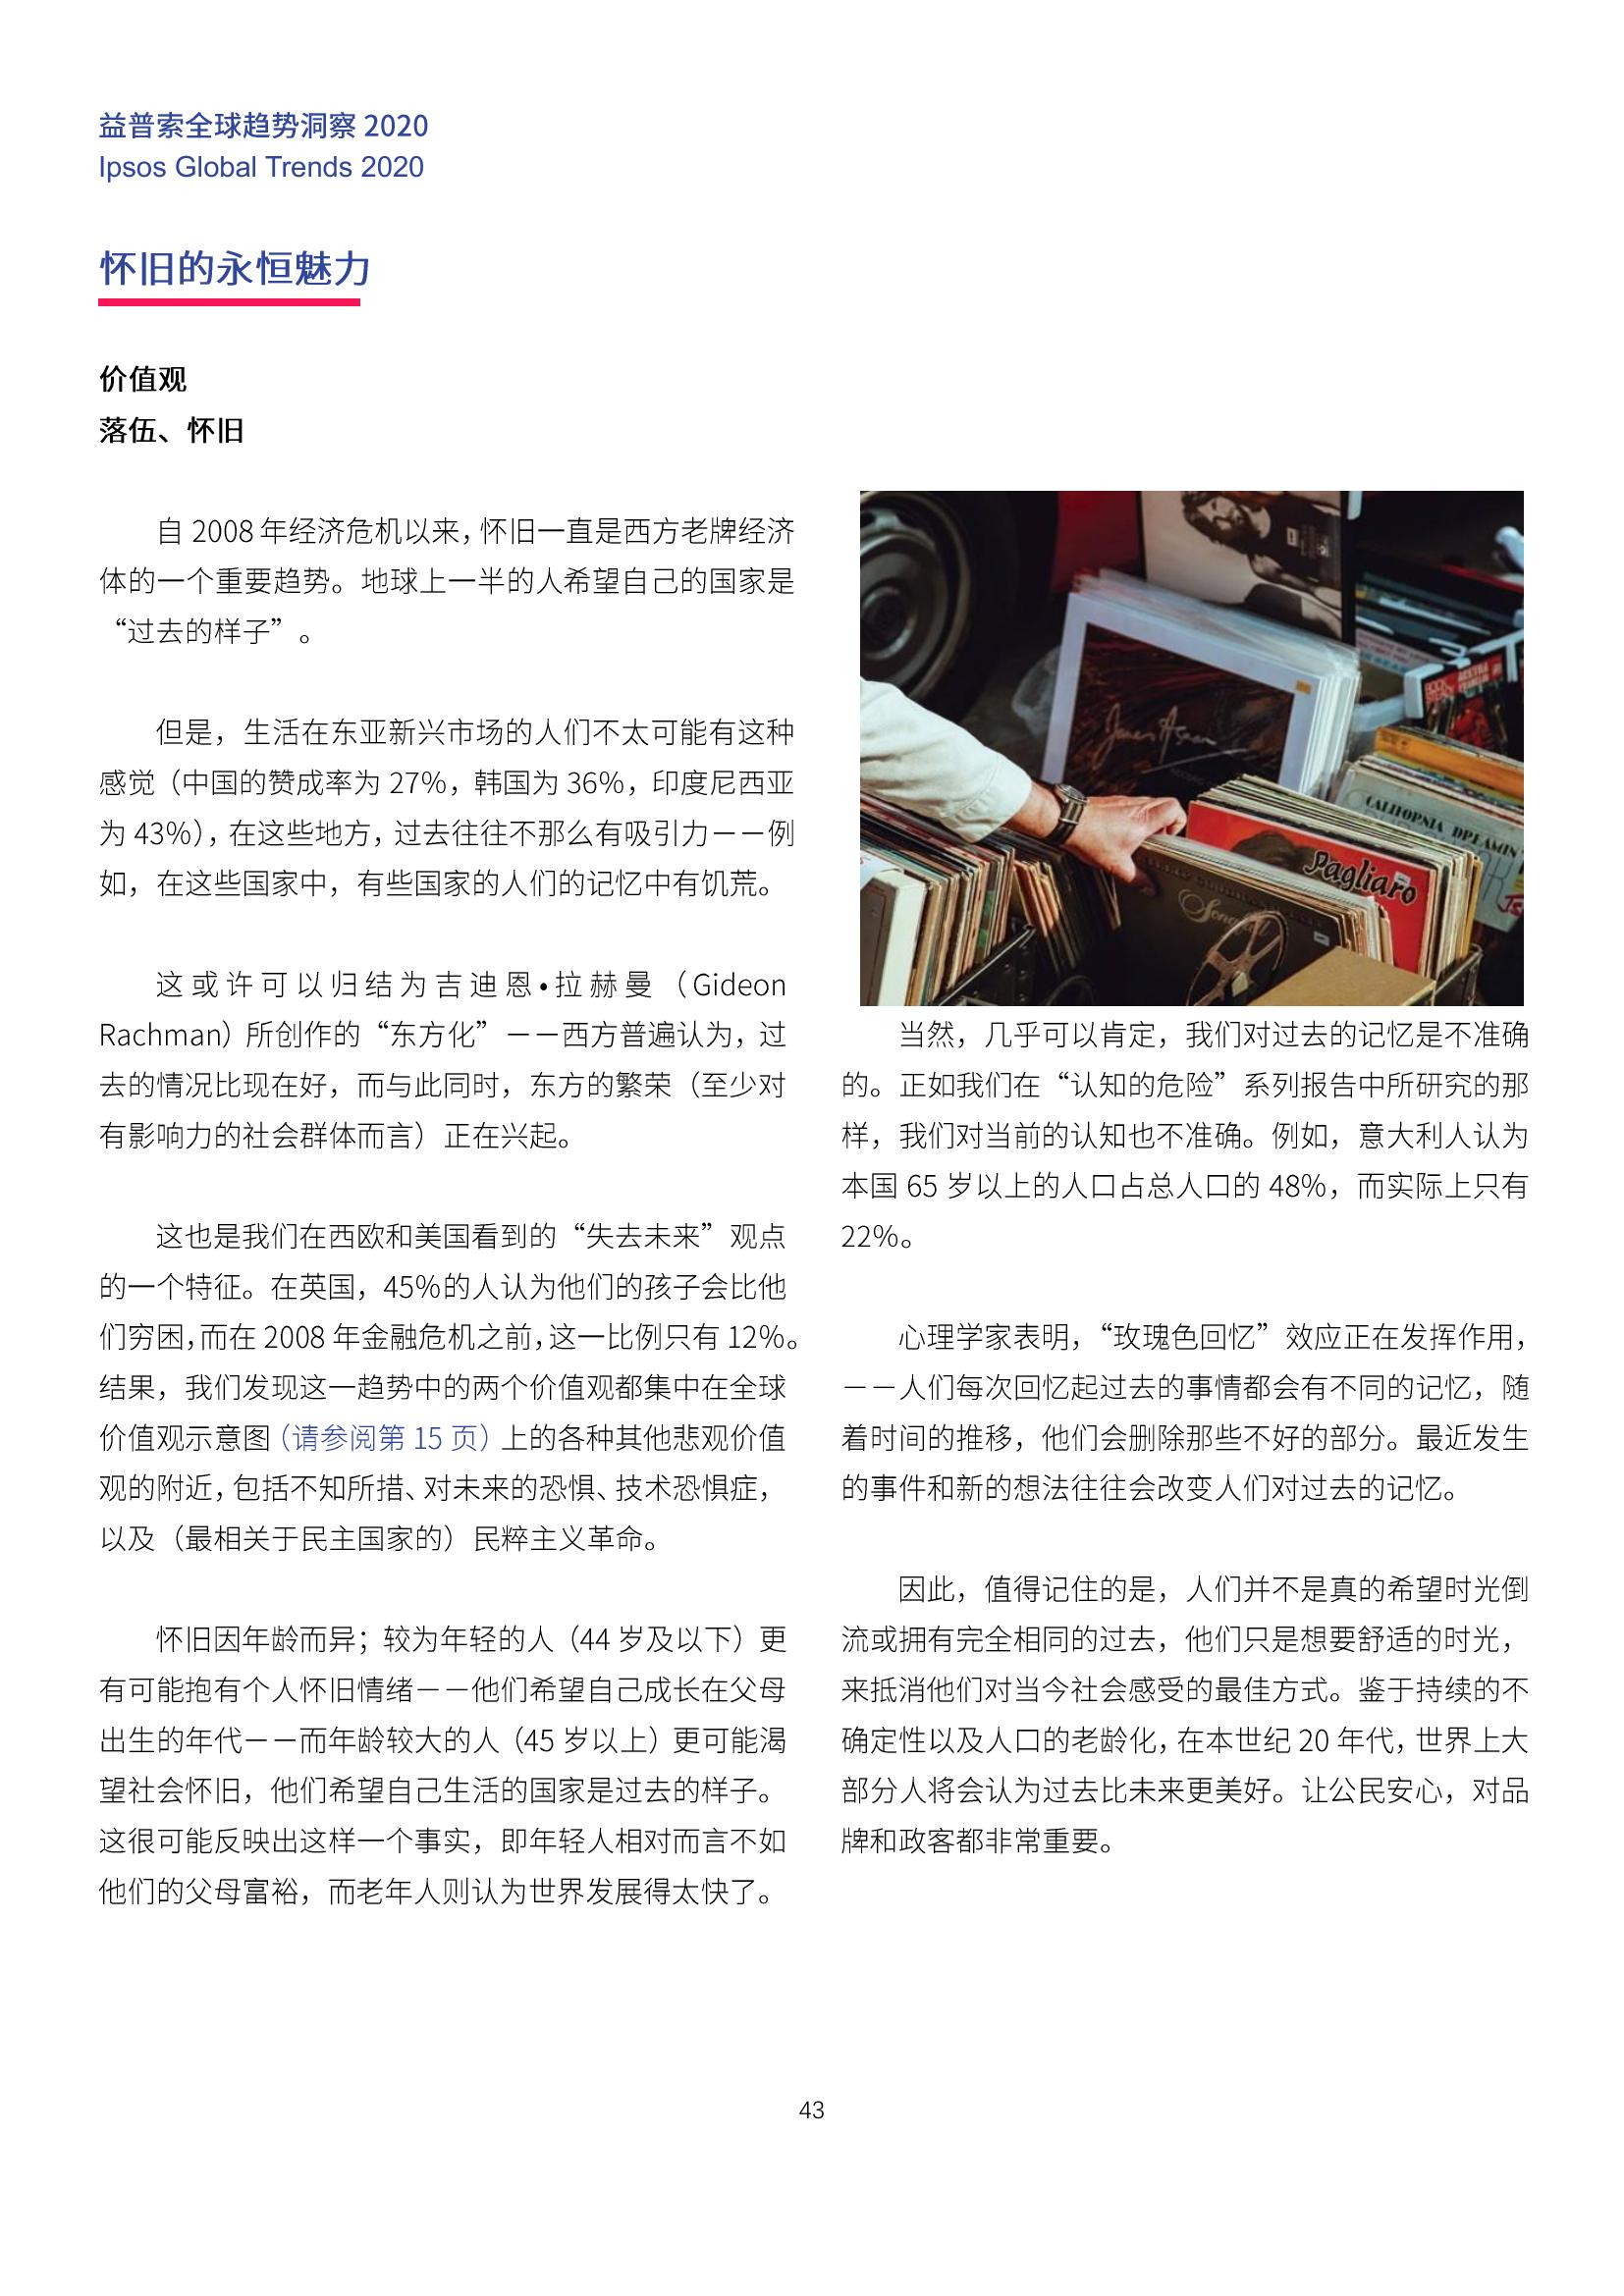 益普索全球趋势洞察 2020
Ipsos Global Trends 2020
怀旧的永恒魅力
价值观
落伍、怀旧
自 2008 年经济危机以来，怀旧一直是西方老牌经济
体的一个重要趋势。地球上一半的人希望自己的国家是
“过去的样子”。
但是，生活在东亚新兴市场的人们不太可能有这种
感觉（中国的赞成率为 27%，韩国为 36%，印度尼西亚
为 43%），在这些地方，过去往往不那么有吸引力——例
如，在这些国家中，有些国家的人们的记忆中有饥荒。
这或许可以归结为吉迪恩•拉赫曼（Gideon
Rachman）所创作的“东方化”——西方普遍认为，过
去的情况比现在好，而与此同时，东方的繁荣（至少对
有影响力的社会群体而言）正在兴起。
这也是我们在西欧和美国看到的“失去未来”观点
的一个特征。在英国，45%的人认为他们的孩子会比他
们穷困，而在 2008 年金融危机之前，这一比例只有 12%。
结果，我们发现这一趋势中的两个价值观都集中在全球
价值观示意图（请参阅第 15 页）上的各种其他悲观价值
观的附近，包括不知所措、对未来的恐惧、技术恐惧症，
以及（最相关于民主国家的）民粹主义革命。
怀旧因年龄而异；较为年轻的人（44 岁及以下）更
有可能抱有个人怀旧情绪——他们希望自己成长在父母
出生的年代——而年龄较大的人（45 岁以上）更可能渴
望社会怀旧，他们希望自己生活的国家是过去的样子。
这很可能反映出这样一个事实，即年轻人相对而言不如
他们的父母富裕，而老年人则认为世界发展得太快了。
James Asman
CALIFORNIA DREAMIN'
Pagliaro
当然，几乎可以肯定，我们对过去的记忆是不准确
的。正如我们在“认知的危险”系列报告中所研究的那
样，我们对当前的认知也不准确。例如，意大利人认为
本国 65 岁以上的人口占总人口的 48%，而实际上只有
22%。
心理学家表明，“玫瑰色回忆”效应正在发挥作用，
——人们每次回忆起过去的事情都会有不同的记忆，随
着时间的推移，他们会删除那些不好的部分。最近发生
的事件和新的想法往往会改变人们对过去的记忆。
因此，值得记住的是，人们并不是真的希望时光倒
流或拥有完全相同的过去，他们只是想要舒适的时光，
来抵消他们对当今社会感受的最佳方式。鉴于持续的不
确定性以及人口的老龄化，在本世纪 20 年代，世界上大
部分人将会认为过去比未来更美好。让公民安心，对品
牌和政客都非常重要。
43